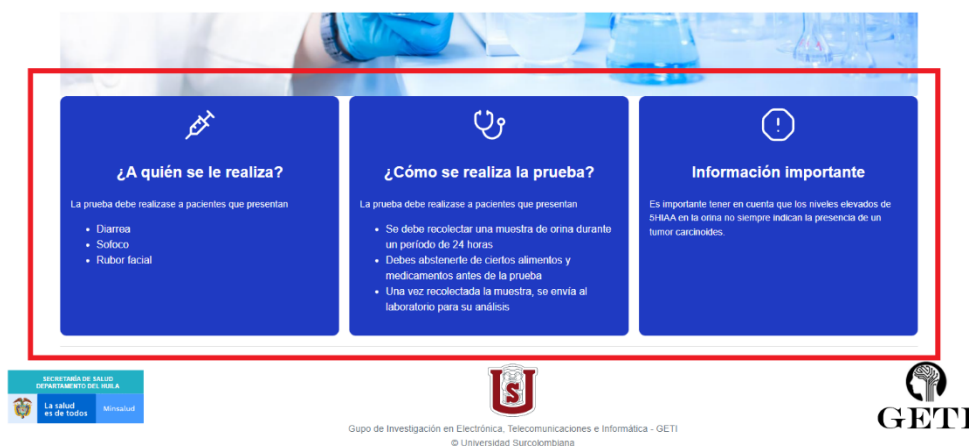 ¿A quién se le realiza?
La prueba debe realizase a pacientes que presentan
• Diarrea
• Sofoco
• Rubor facial
¿Cómo se realiza la prueba?
La prueba debe realizase a pacientes que presentan
• Se debe recolectar una muestra de orina durante
un período de 24 horas
• Debes abstenerte de ciertos alimentos y
medicamentos antes de la prueba
• Una vez recolectada la muestra, se envía al
laboratorio para su análisis
Información importante
Es importante tener en cuenta que los niveles elevados de
5HIAA en la orina no siempre indican la presencia de un
tumor carcinoides.
SECRETARÍA DE SALUD
DEPARTAMENTO DEL HUILA
La salud
es de todos
Minsalud
US
GETI
Gupo de Investigación en Electrónica, Telecomunicaciones e Informática - GETI
© Universidad Surcolombiana